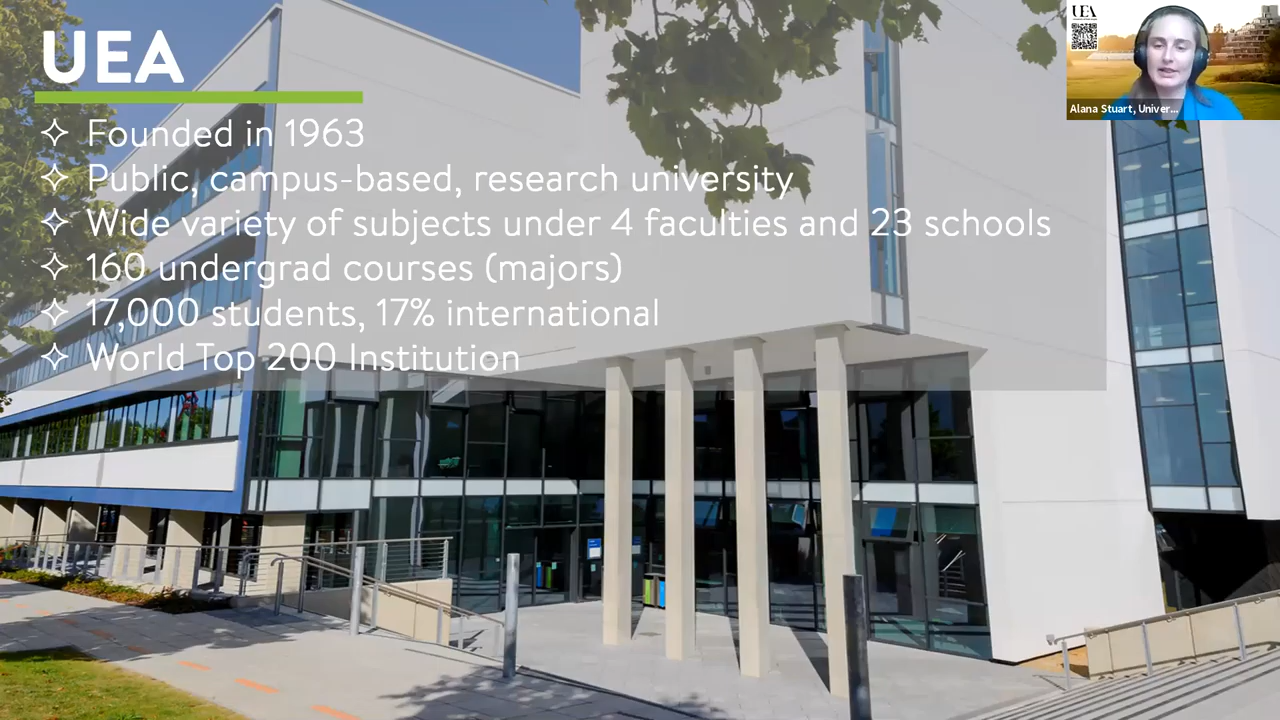 UEA
✧ Founded in 1963
✧ Public, campus-based, research university
✧ Wide variety of subjects under 4 faculties and 23 schools
✧ 160 undergrad courses (majors)
✧ 17,000 students, 17% international
✧ World Top 200 Institution
UEA
Alana Stuart, Univer...